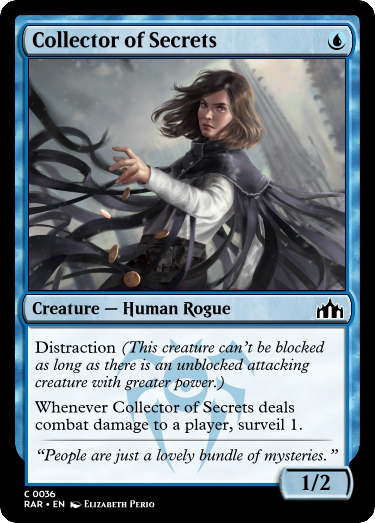 Collector of Secrets
Creature — Human Rogue
Distraction (This creature can't be blocked
as long as there is an unblocked attacking
creature with greater power.)
Whenever Collector of Secrets deals
combat damage to a player, surveil 1.
“People are just a lovely bundle of mysteries.”
1/2
C 0036
RAR • EN Elizabeth Perio